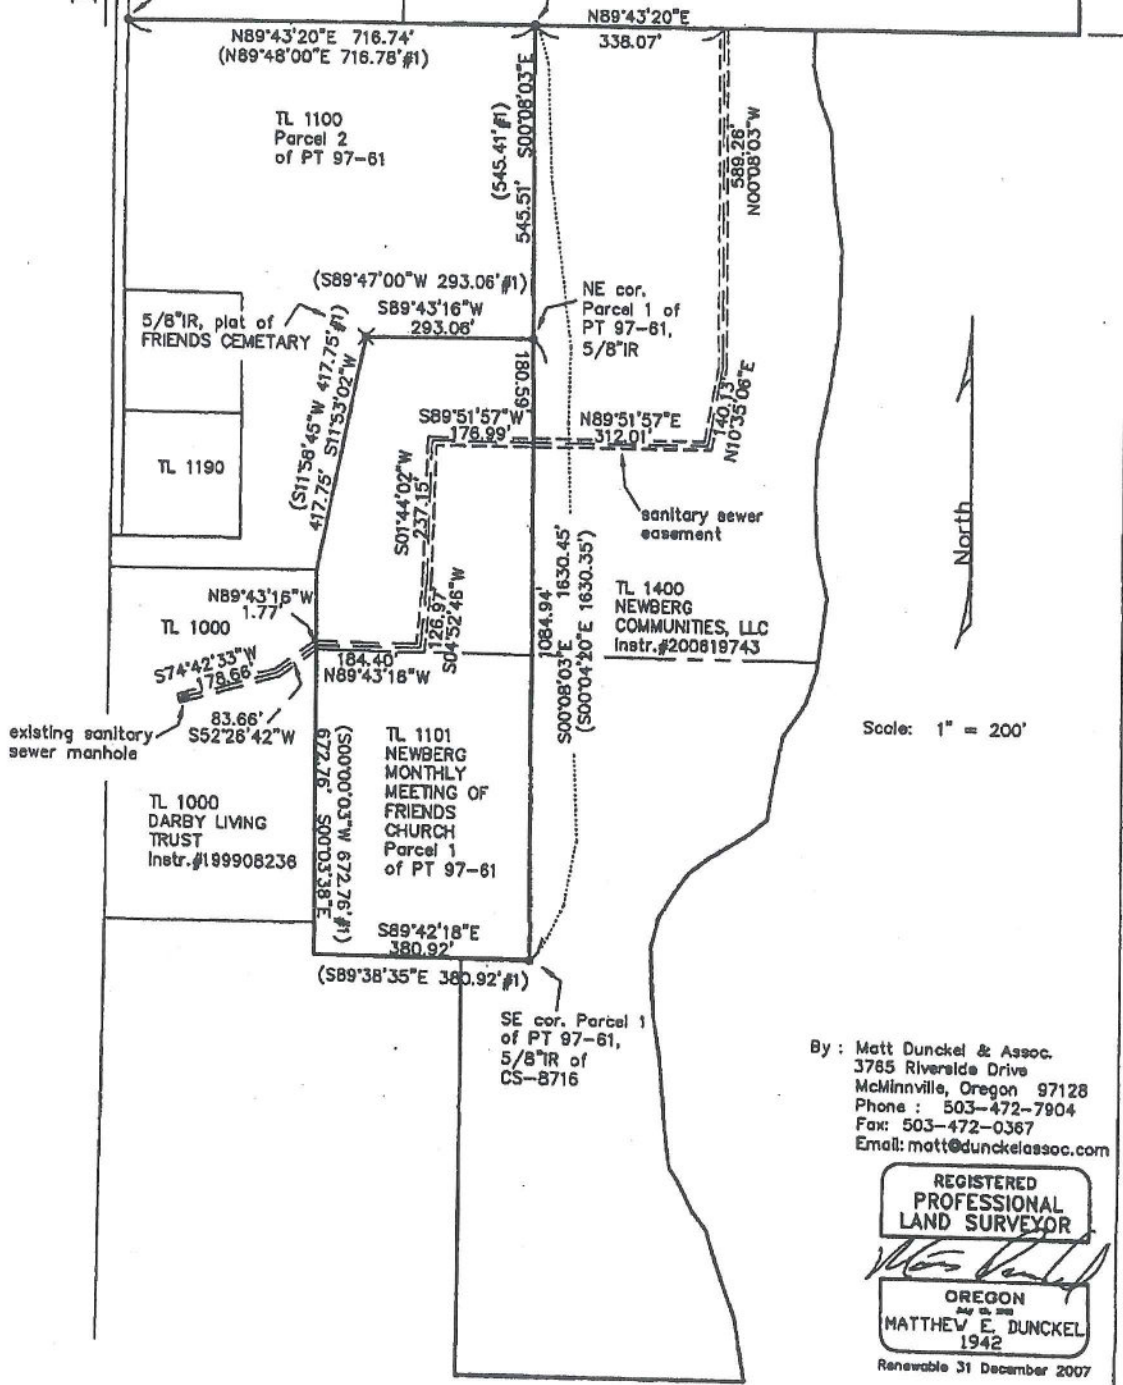 N89°43'20"E 716.74'
(N89°48'00"E 716.78'#1)
N89°43'20"E
338.07'
TL 1100
Parcel 2
of PT 97-61
(545.41'#1)
545.51' S00°08'03"E
589.26'
N00°08'03"W
(S89°47'00"W 293.06'#1)
S89°43'16"W
293.06'
NE cor.
Parcel 1 of
PT 97-61,
5/8"IR
5/8"IR, plat of
FRIENDS CEMETARY
(S11°58'45"W 417.75'#1)
417.75' S11°53'02"W
180.59'
S89°51'57"W
176.99'
N89°51'57"E
312.01'
140.13'
N10°35'06"E
TL 1190
S01°44'02"W
237.15'
sanitary sewer
easement
North
N89°43'16"W
1.77'
TL 1000
126.97'
S04°52'46"W
1084.94'
S00°08'03"E 1630.45'
(S00°04'20"E 1630.35')
TL 1400
NEWBERG
COMMUNITIES, LLC
Instr.#200619743
S74°42'33"W
178.66'
184.40'
N89°43'16"W
83.66'
S52°26'42"W
existing sanitary
sewer manhole
Scale: 1" = 200'
(S00°00'03"W 672.76'#1)
672.76' S00°03'38"E
TL 1101
NEWBERG
MONTHLY
MEETING OF
FRIENDS
CHURCH
Parcel 1
of PT 97-61
TL 1000
DARBY LIVING
TRUST
Instr.#199908236
S89°42'18"E
380.92'
(S89°38'35"E 380.92'#1)
SE cor. Parcel 1
of PT 97-61,
5/8"IR of
CS-8716
By : Matt Dunckel & Assoc.
3765 Riverside Drive
McMinnville, Oregon 97128
Phone : 503-472-7904
Fax: 503-472-0367
Email: matt@dunckelassoc.com
REGISTERED
PROFESSIONAL
LAND SURVEYOR
OREGON
MATTHEW E. DUNCKEL
1942
Renewable 31 December 2007